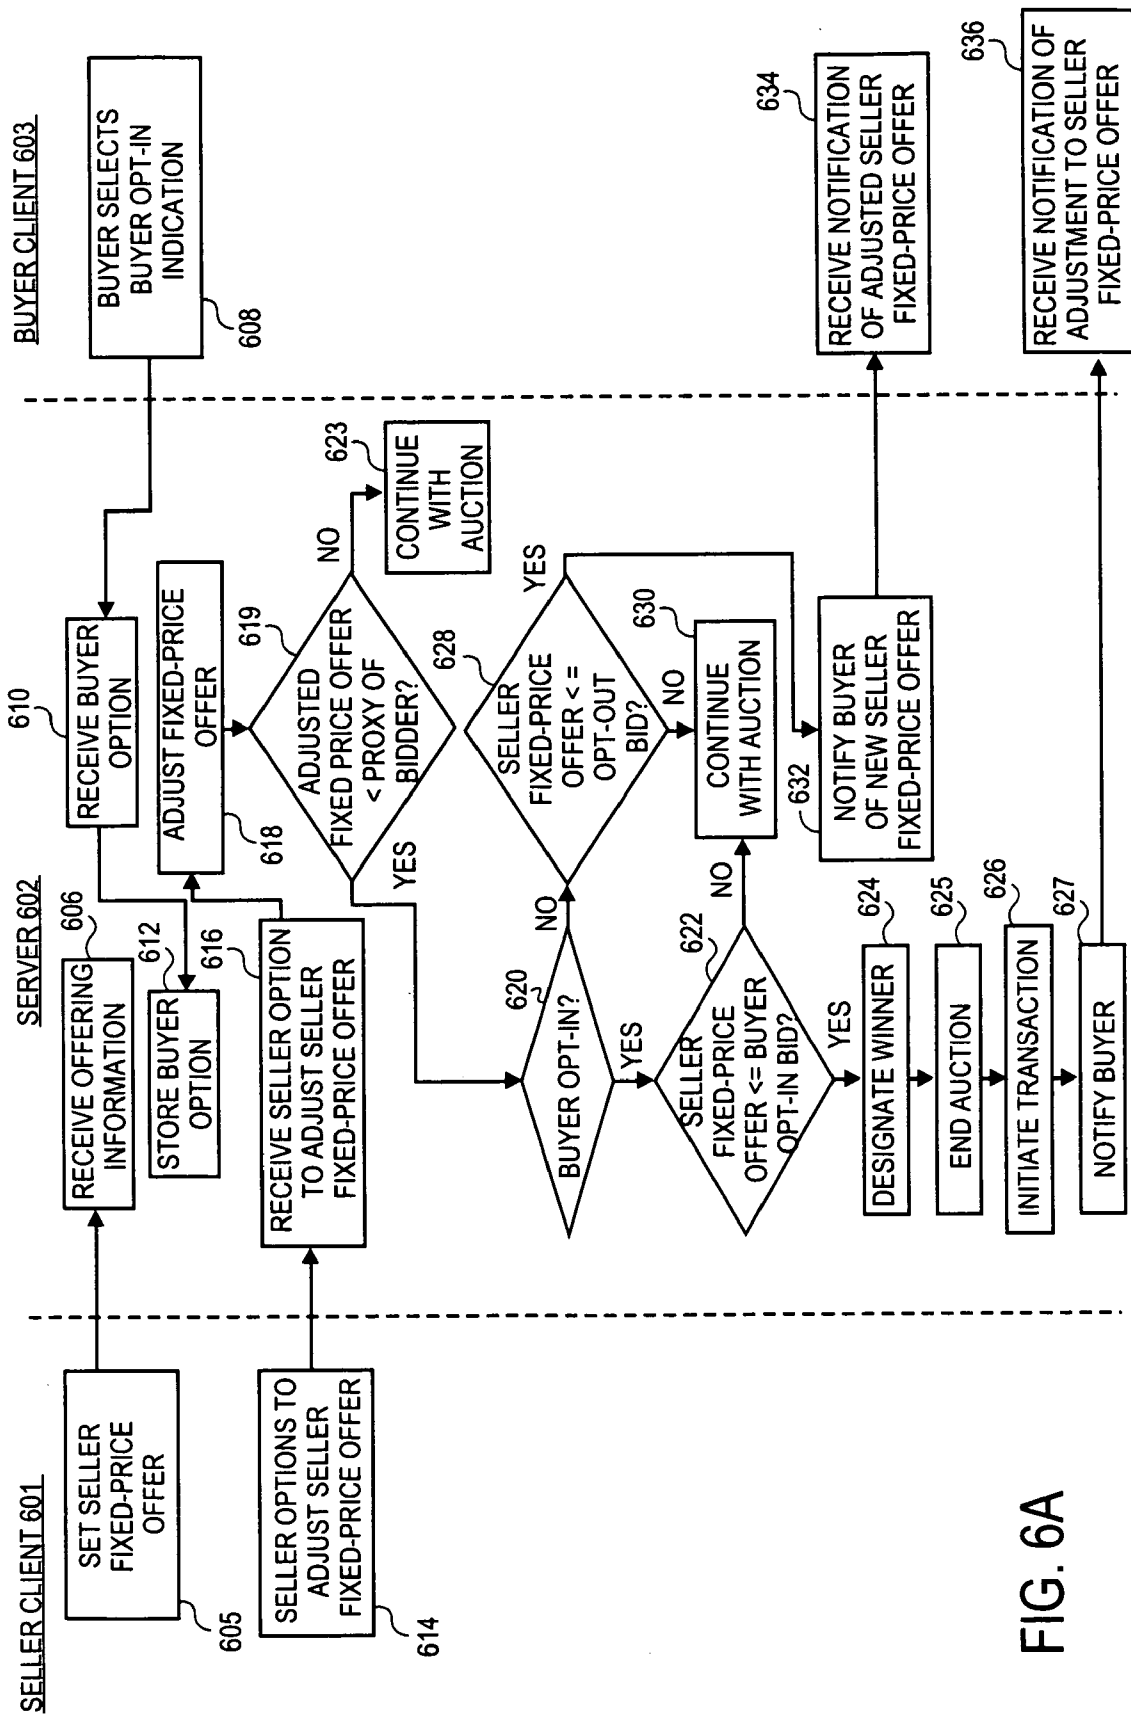 SELLER CLIENT 601
SERVER 602
BUYER CLIENT 603
SET SELLER
FIXED-PRICE
OFFER
605
RECEIVE OFFERING
INFORMATION
606
BUYER SELECTS
BUYER OPT-IN
INDICATION
608
RECEIVE BUYER
OPTION
610
STORE BUYER
OPTION
612
SELLER OPTIONS TO
ADJUST SELLER
FIXED-PRICE OFFER
614
RECEIVE SELLER OPTION
TO ADJUST SELLER
FIXED-PRICE OFFER
616
ADJUST FIXED-PRICE
OFFER
618
ADJUSTED
FIXED PRICE OFFER
< PROXY OF
BIDDER?
619
NO
YES
CONTINUE
WITH
AUCTION
623
BUYER OPT-IN?
620
NO
YES
SELLER
FIXED-PRICE
OFFER < =
OPT-OUT
BID?
628
YES
NO
SELLER
FIXED-PRICE
OFFER <= BUYER
OPT-IN BID?
622
NO
YES
CONTINUE
WITH AUCTION
630
NOTIFY BUYER
OF NEW SELLER
FIXED-PRICE OFFER
632
RECEIVE NOTIFICATION
OF ADJUSTED SELLER
FIXED-PRICE OFFER
634
DESIGNATE WINNER
624
END AUCTION
625
INITIATE TRANSACTION
626
NOTIFY BUYER
627
RECEIVE NOTIFICATION OF
ADJUSTMENT TO SELLER
FIXED-PRICE OFFER
636
FIG. 6A